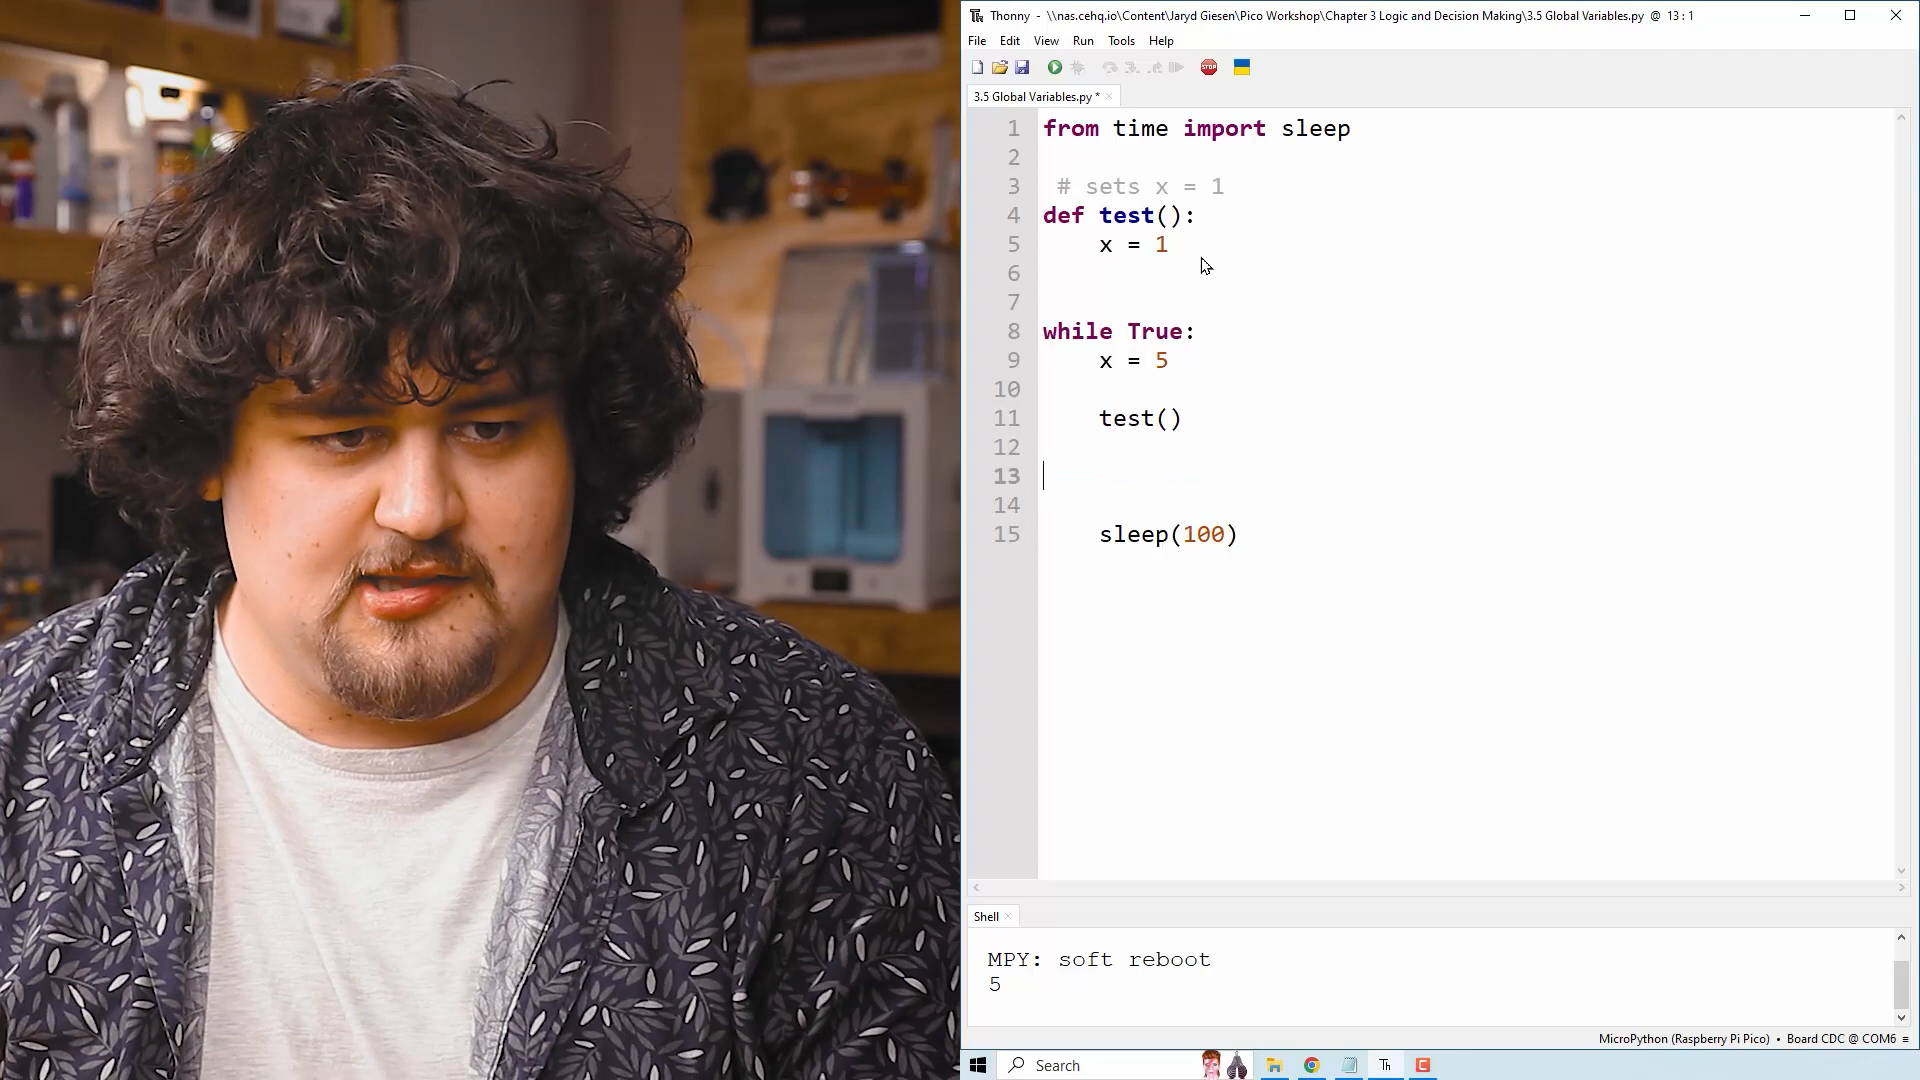 Thonny - \\nas.cehq.io\Content\Jaryd Giesen\Pico Workshop\Chapter 3 Logic and Decision Making\3.5 Global Variables.py @ 13 : 1
File Edit View Run Tools Help
STOP
3.5 Global Variables.py *
1 from time import sleep
2
3 # sets x = 1
4 def test():
5 x = 1
6
7
8 while True:
9 x = 5
10
11 test()
12
13
14
15 sleep(100)
Shell
MPY: soft reboot
5
MicroPython (Raspberry Pi Pico) • Board CDC @ COM6 ≡
Search